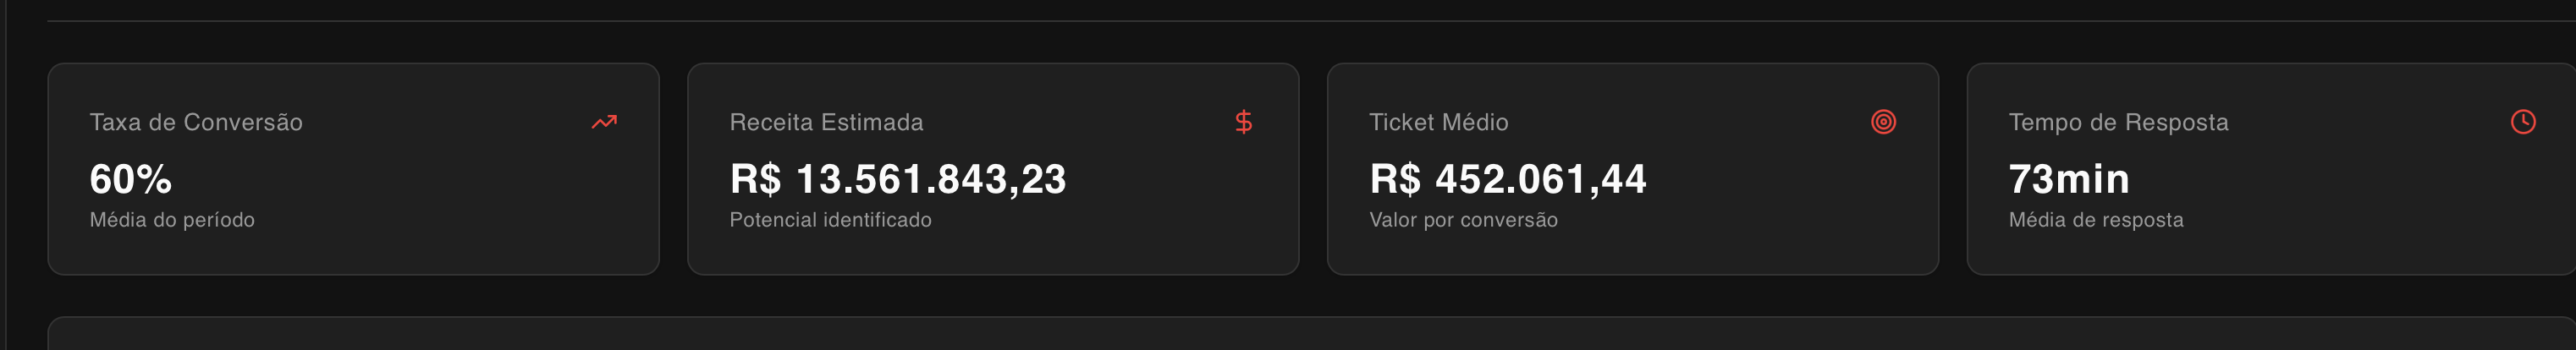 Taxa de Conversão
60%
Média do período
Receita Estimada
R$ 13.561.843,23
Potencial identificado
Ticket Médio
R$ 452.061,44
Valor por conversão
Tempo de Resposta
73min
Média de resposta